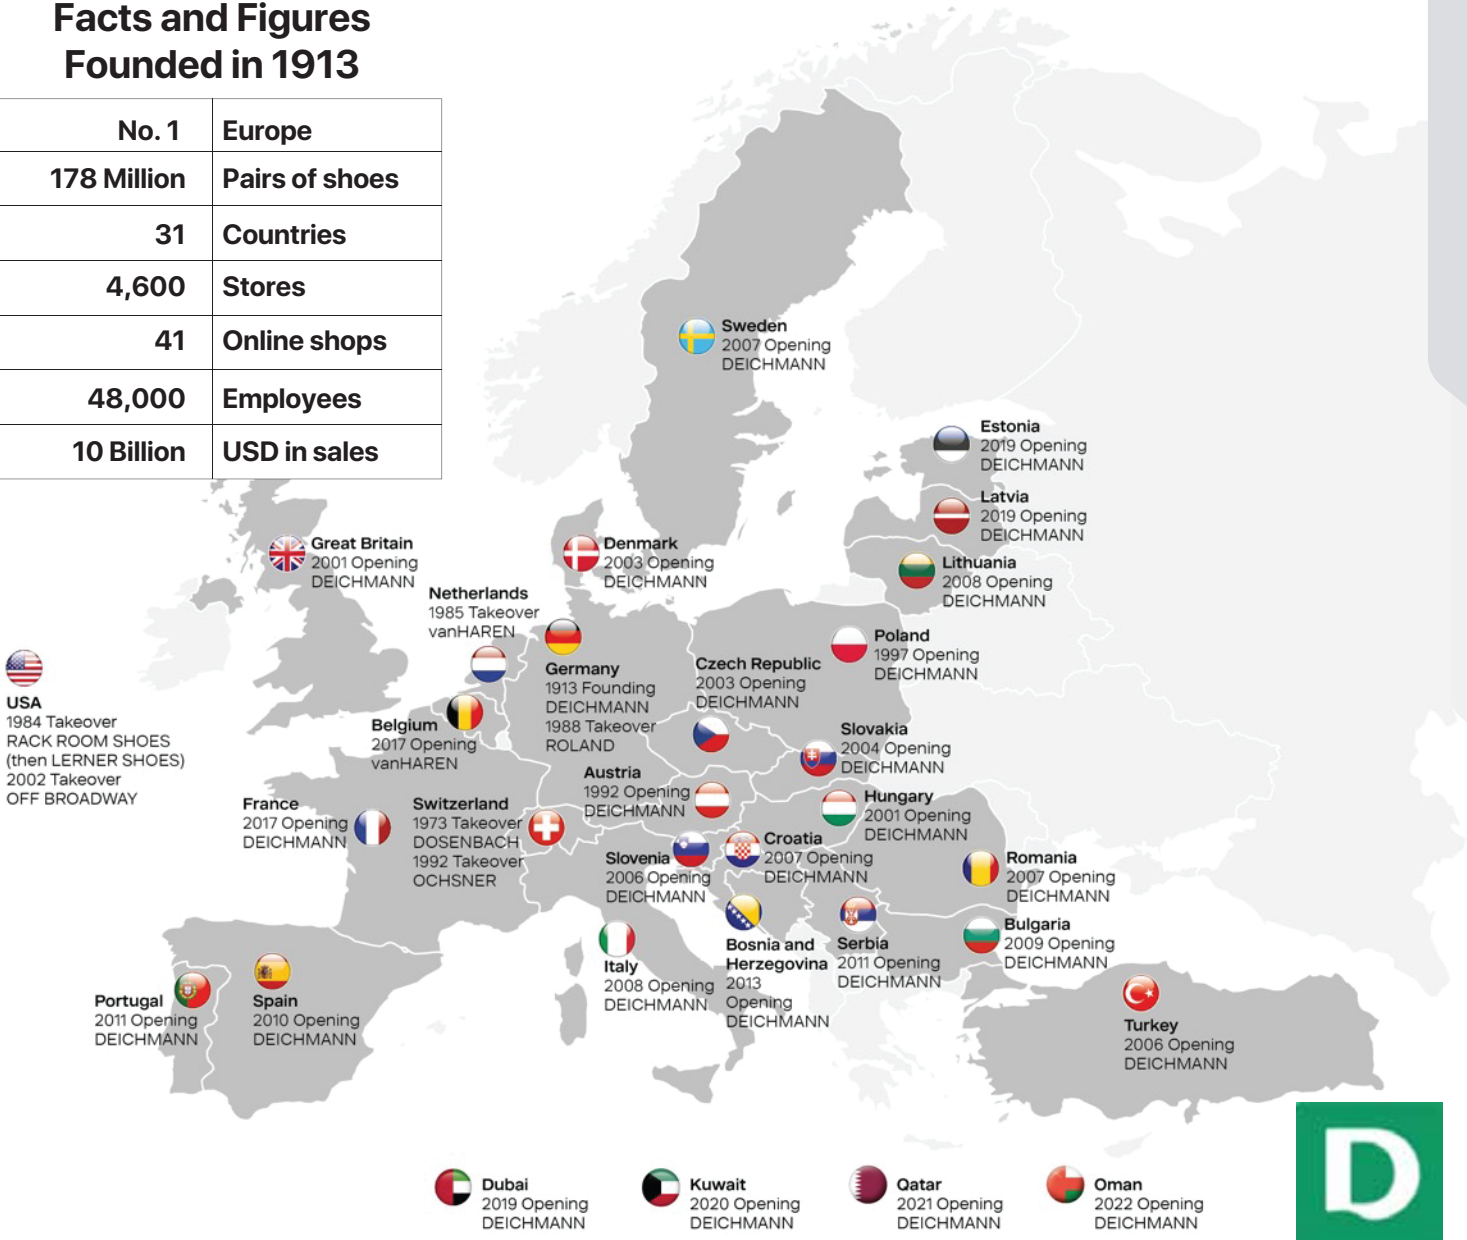 Facts and Figures
Founded in 1913
No. 1 Europe
178 Million Pairs of shoes
31 Countries
4,600 Stores
41 Online shops
48,000 Employees
10 Billion USD in sales
Sweden
2007 Opening
DEICHMANN
Estonia
2019 Opening
DEICHMANN
Latvia
2019 Opening
DEICHMANN
Lithuania
2008 Opening
DEICHMANN
Great Britain
2001 Opening
DEICHMANN
Denmark
2003 Opening
DEICHMANN
Netherlands
1985 Takeover
vanHAREN
Germany
1913 Founding
DEICHMANN
1988 Takeover
ROLAND
Poland
1997 Opening
DEICHMANN
Czech Republic
2003 Opening
DEICHMANN
USA
1984 Takeover
RACK ROOM SHOES
(then LERNER SHOES)
2002 Takeover
OFF BROADWAY
Belgium
2017 Opening
vanHAREN
Slovakia
2004 Opening
DEICHMANN
Austria
1992 Opening
DEICHMANN
Hungary
2001 Opening
DEICHMANN
France
2017 Opening
DEICHMANN
Switzerland
1973 Takeover
DOSENBACH
1992 Takeover
OCHSNER
Slovenia
2006 Opening
DEICHMANN
Croatia
2007 Opening
DEICHMANN
Romania
2007 Opening
DEICHMANN
Bulgaria
2009 Opening
DEICHMANN
Italy
2008 Opening
DEICHMANN
Bosnia and
Herzegovina
2013
Opening
DEICHMANN
Serbia
2011 Opening
DEICHMANN
Portugal
2011 Opening
DEICHMANN
Spain
2010 Opening
DEICHMANN
Turkey
2006 Opening
DEICHMANN
Dubai
2019 Opening
DEICHMANN
Kuwait
2020 Opening
DEICHMANN
Qatar
2021 Opening
DEICHMANN
Oman
2022 Opening
DEICHMANN
D